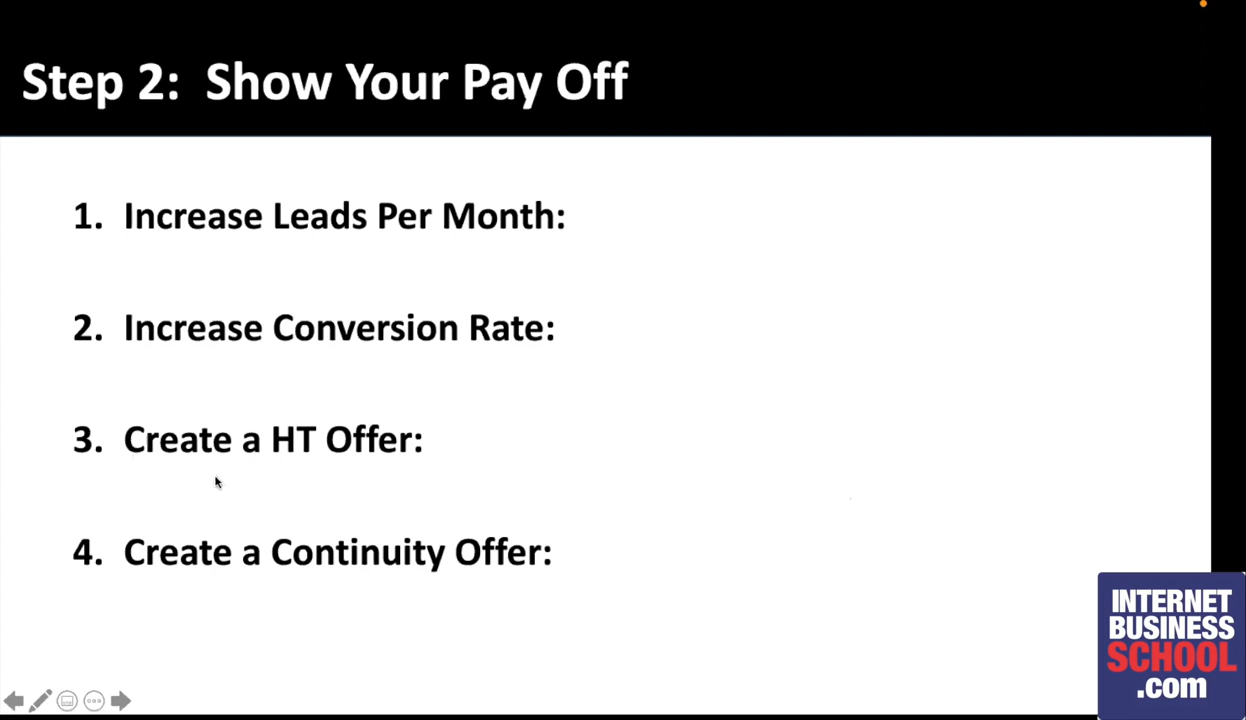 Step 2:  Show Your Pay Off
1. Increase Leads Per Month:
2. Increase Conversion Rate:
3. Create a HT Offer:
4. Create a Continuity Offer:
INTERNET
BUSINESS
SCHOOL
.com